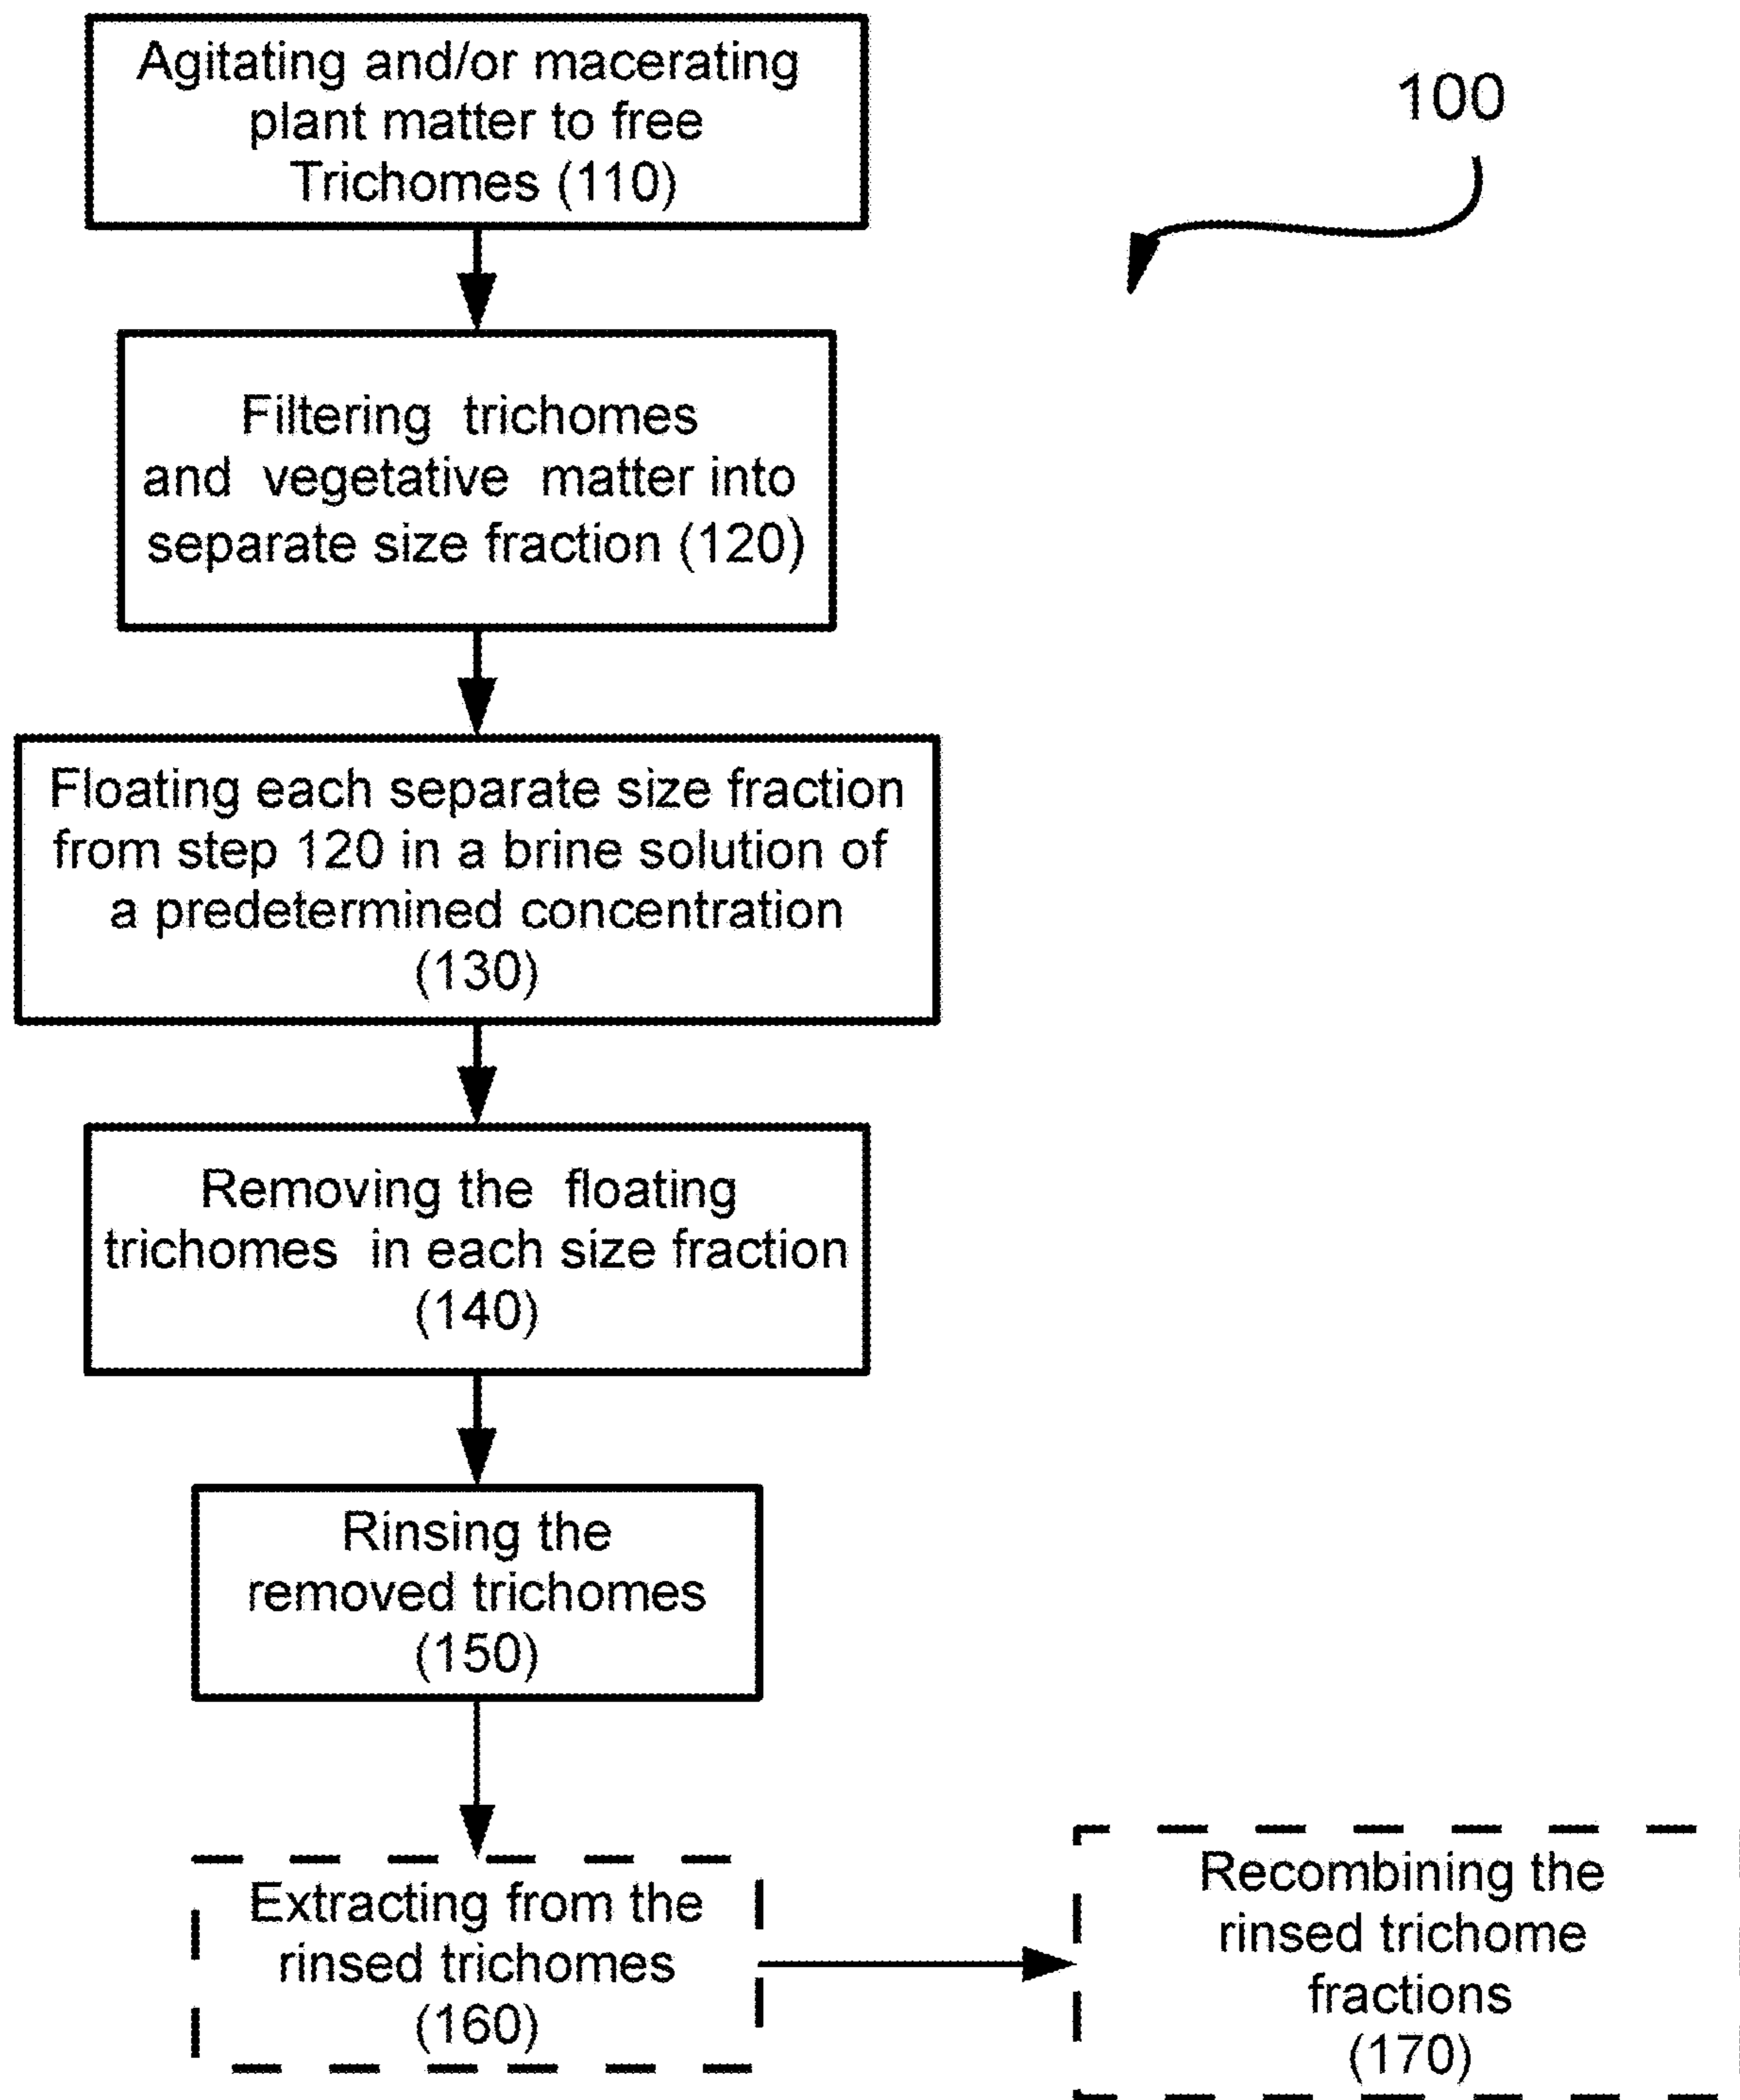 Agitating and/or macerating
plant matter to free
Trichomes (110)
100
Filtering trichomes
and vegetative matter into
separate size fraction (120)
Floating each separate size fraction
from step 120 in a brine solution of
a predetermined concentration
(130)
Removing the floating
trichomes in each size fraction
(140)
Rinsing the
removed trichomes
(150)
Extracting from the
rinsed trichomes
(160)
Recombining the
rinsed trichome
fractions
(170)